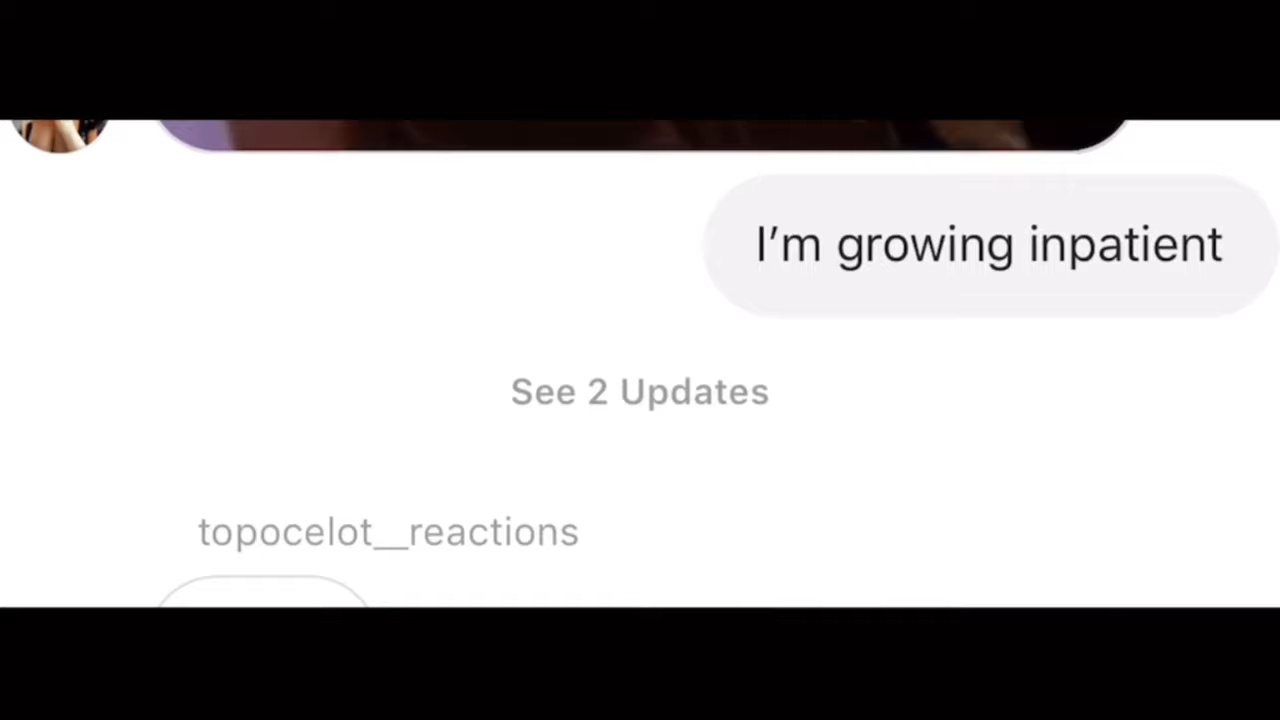 I’m growing inpatient
See 2 Updates
topocelot__reactions